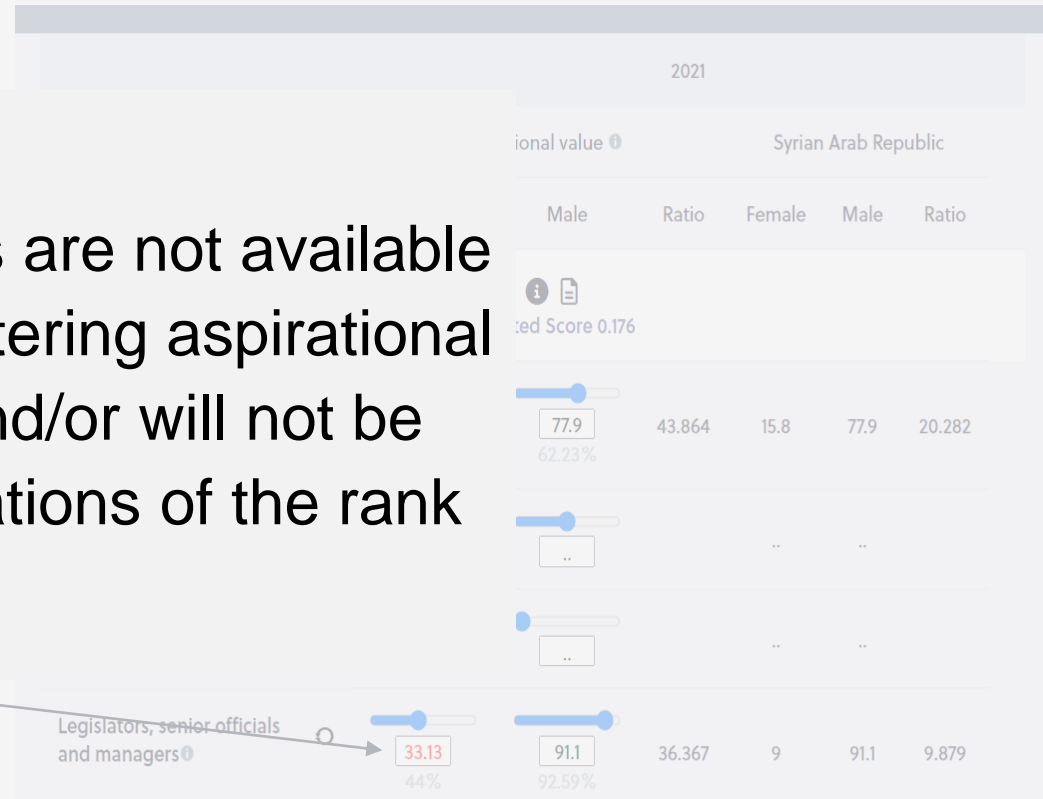 2021
ional value Syrian Arab Republic
Male Ratio Female Male Ratio
s are not available
tering aspirational
nd/or will not be
ations of the rank
ted Score 0.176
77.9 43.864 15.8 77.9 20.282
62.23%
.. .. ..
.. .. ..
Legislators, senior officials
and managers 33.13 91.1 36.367 9 91.1 9.879
44% 92.59%